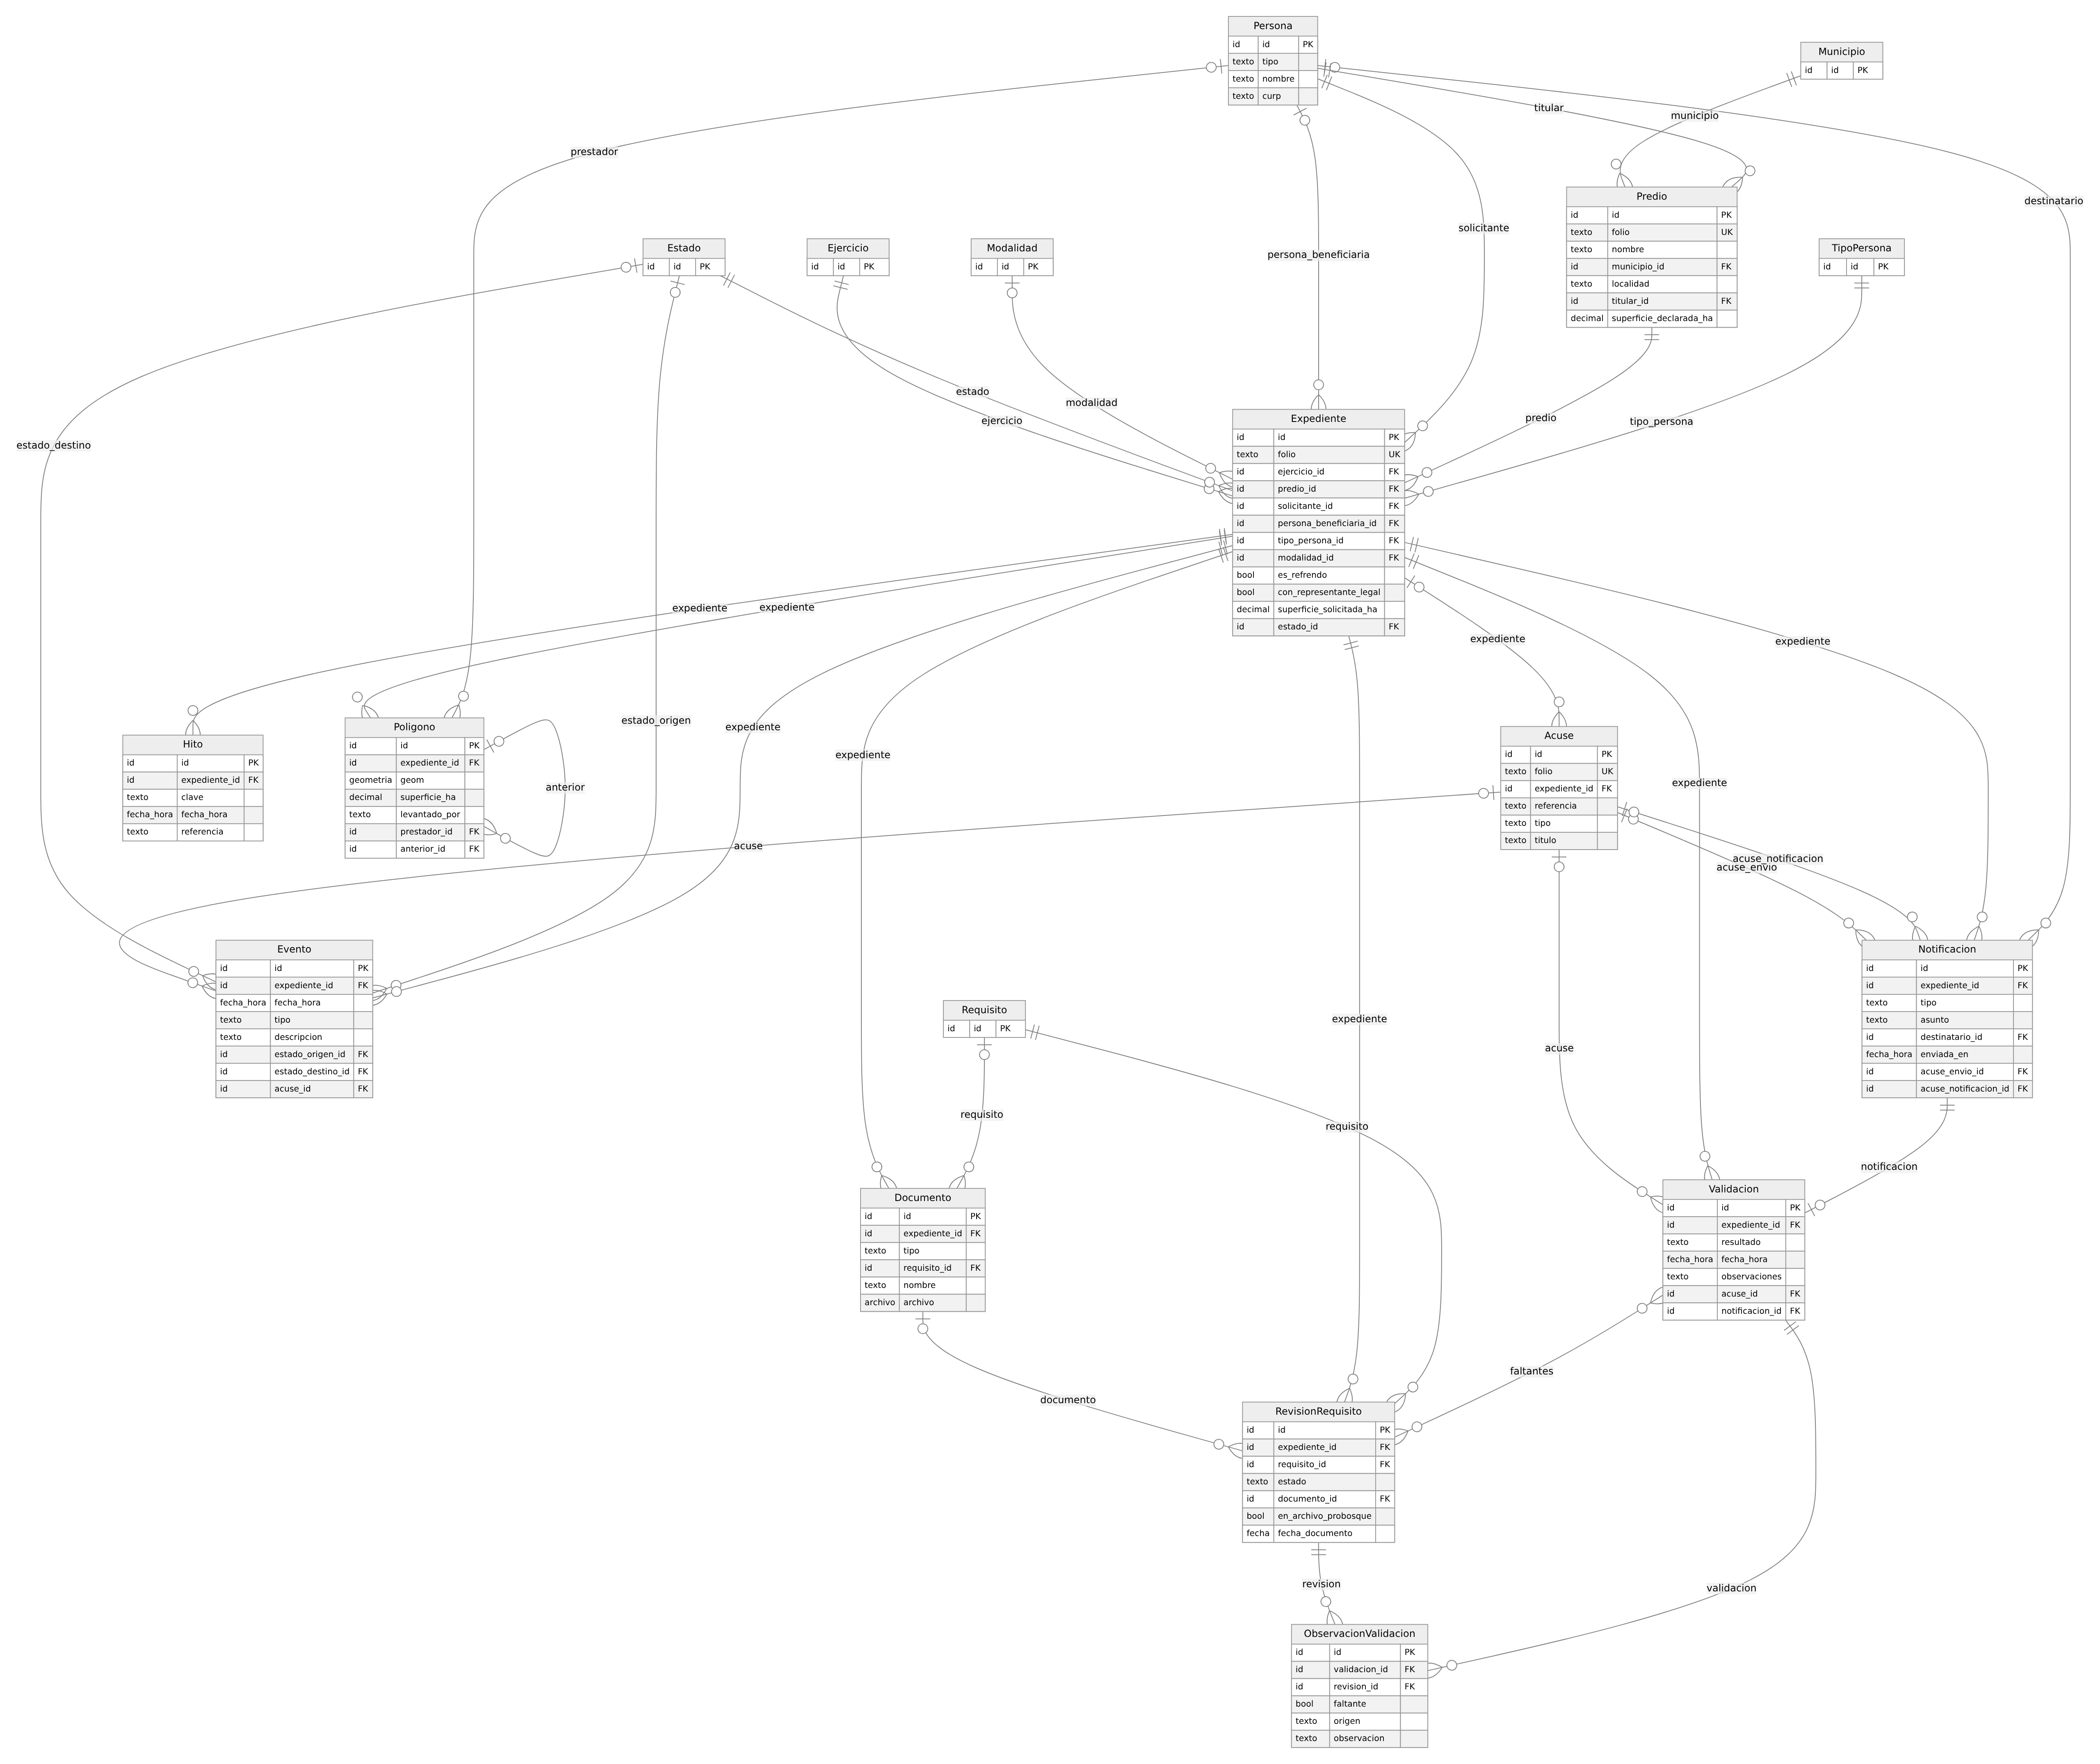 Persona
id id PK
texto tipo
texto nombre
texto curp
Municipio
id id PK
titular
municipio
prestador
destinatario
Predio
id id PK
texto folio UK
texto nombre
id municipio_id FK
texto localidad
id titular_id FK
decimal superficie_declarada_ha
solicitante
persona_beneficiaria
Estado
id id PK
Ejercicio
id id PK
Modalidad
id id PK
TipoPersona
id id PK
estado
modalidad
ejercicio
predio
tipo_persona
estado_destino
Expediente
id id PK
texto folio UK
id ejercicio_id FK
id predio_id FK
id solicitante_id FK
id persona_beneficiaria_id FK
id tipo_persona_id FK
id modalidad_id FK
bool es_refrendo
bool con_representante_legal
decimal superficie_solicitada_ha
id estado_id FK
expediente
expediente
expediente
expediente
estado_origen
expediente
expediente
expediente
Hito
id id PK
id expediente_id FK
texto clave
fecha_hora fecha_hora
texto referencia
Poligono
id id PK
id expediente_id FK
geometria geom
decimal superficie_ha
texto levantado_por
id prestador_id FK
id anterior_id FK
anterior
Acuse
id id PK
texto folio UK
id expediente_id FK
texto referencia
texto tipo
texto titulo
acuse
acuse_notificacion
acuse_envio
Evento
id id PK
id expediente_id FK
fecha_hora fecha_hora
texto tipo
texto descripcion
id estado_origen_id FK
id estado_destino_id FK
id acuse_id FK
Notificacion
id id PK
id expediente_id FK
texto tipo
texto asunto
id destinatario_id FK
fecha_hora enviada_en
id acuse_envio_id FK
id acuse_notificacion_id FK
Requisito
id id PK
expediente
acuse
requisito
requisito
notificacion
Documento
id id PK
id expediente_id FK
texto tipo
id requisito_id FK
texto nombre
archivo archivo
Validacion
id id PK
id expediente_id FK
texto resultado
fecha_hora fecha_hora
texto observaciones
id acuse_id FK
id notificacion_id FK
faltantes
documento
RevisionRequisito
id id PK
id expediente_id FK
id requisito_id FK
texto estado
id documento_id FK
bool en_archivo_probosque
fecha fecha_documento
revision
validacion
ObservacionValidacion
id id PK
id validacion_id FK
id revision_id FK
bool faltante
texto origen
texto observacion